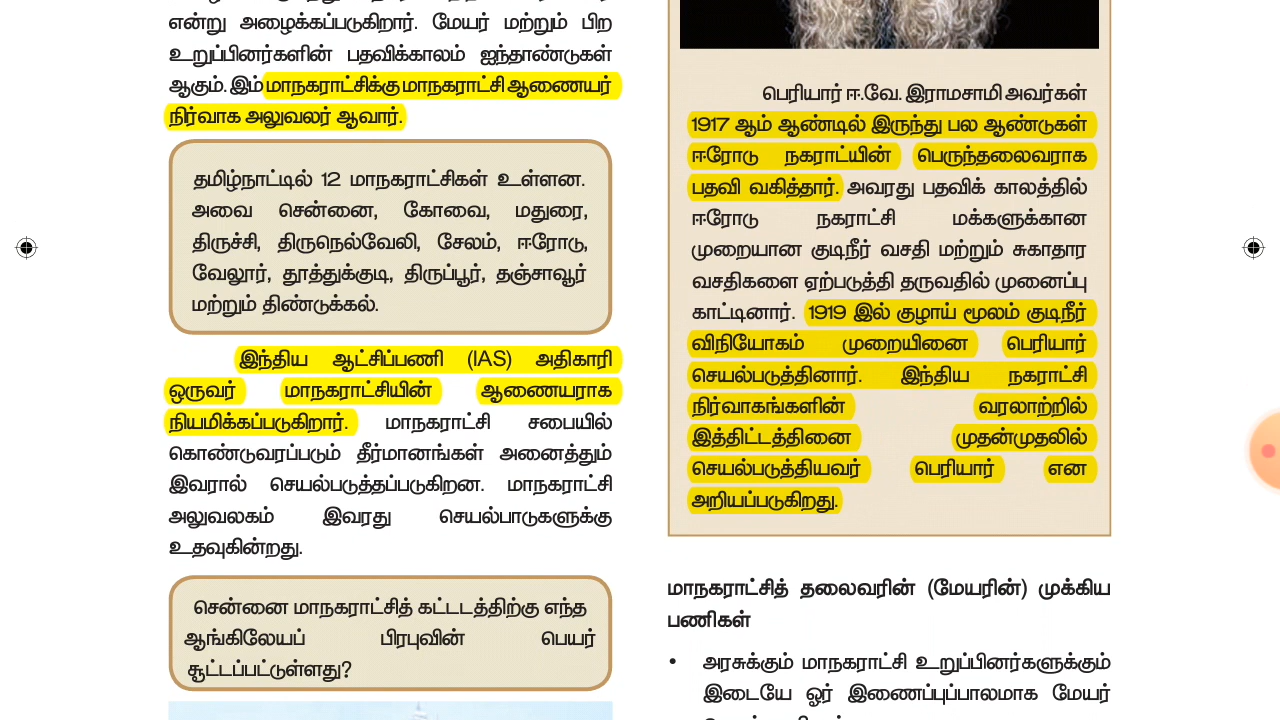 என்று அழைக்கப்படுகிறார். மேயர் மற்றும் பிற
உறுப்பினர்களின் பதவிக்காலம் ஐந்தாண்டுகள்
ஆகும். இம்மாநகராட்சிக்கு மாநகராட்சி ஆணையர்
நிர்வாக அலுவலர் ஆவார்.
தமிழ்நாட்டில் 12 மாநகராட்சிகள் உள்ளன.
அவை சென்னை, கோவை, மதுரை,
திருச்சி, திருநெல்வேலி, சேலம், ஈரோடு,
வேலூர், தூத்துக்குடி, திருப்பூர், தஞ்சாவூர்
மற்றும் திண்டுக்கல்.
இந்திய ஆட்சிப்பணி (IAS) அதிகாரி
ஒருவர் மாநகராட்சியின் ஆணையராக
நியமிக்கப்படுகிறார். மாநகராட்சி சபையில்
கொண்டுவரப்படும் தீர்மானங்கள் அனைத்தும்
இவரால் செயல்படுத்தப்படுகிறன. மாநகராட்சி
அலுவலகம் இவரது செயல்பாடுகளுக்கு
உதவுகின்றது.
சென்னை மாநகராட்சித் கட்டடத்திற்கு எந்த
ஆங்கிலேயப் பிரபுவின் பெயர்
சூட்டப்பட்டுள்ளது?
பெரியார் ஈ.வே. இராமசாமி அவர்கள்
1917 ஆம் ஆண்டில் இருந்து பல ஆண்டுகள்
ஈரோடு நகராட்யின் பெருந்தலைவராக
பதவி வகித்தார். அவரது பதவிக் காலத்தில்
ஈரோடு நகராட்சி மக்களுக்கான
முறையான குடிநீர் வசதி மற்றும் சுகாதார
வசதிகளை ஏற்படுத்தி தருவதில் முனைப்பு
காட்டினார். 1919 இல் குழாய் மூலம் குடிநீர்
விநியோகம் முறையினை பெரியார்
செயல்படுத்தினார். இந்திய நகராட்சி
நிர்வாகங்களின் வரலாற்றில்
இத்திட்டத்தினை முதன்முதலில்
செயல்படுத்தியவர் பெரியார் என
அறியப்படுகிறது.
மாநகராட்சித் தலைவரின் (மேயரின்) முக்கிய
பணிகள்
• அரசுக்கும் மாநகராட்சி உறுப்பினர்களுக்கும்
இடையே ஓர் இணைப்புப்பாலமாக மேயர்